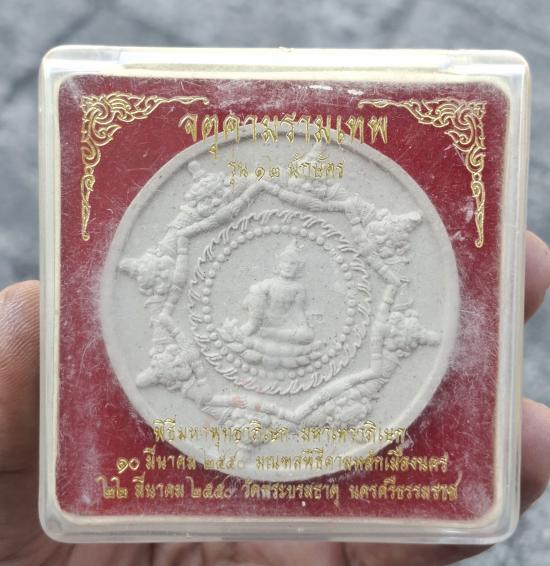 จตุคามรามเทพ
รุ่น ๑๒ นักษัตร
พิธีมหาพุทธาภิเษก มหาเทวาภิเษก
๑๐ มีนาคม ๒๕๕๐ มณฑลพิธีศาลหลักเมืองนคร
๒๒ มีนาคม ๒๕๕๐ วัดพระบรมธาตุ นครศรีธรรมราช